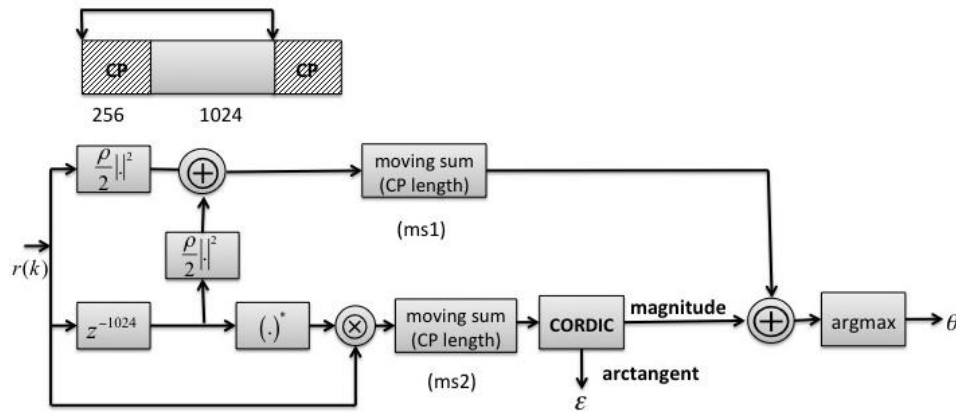 CP CP
256 1024
ρ/2 |.|²
moving sum
(CP length)
(ms1)
ρ/2 |.|²
r(k)
z⁻¹⁰²⁴
(.)*
moving sum
(CP length)
(ms2)
CORDIC
magnitude
arctangent
ε
argmax
θ